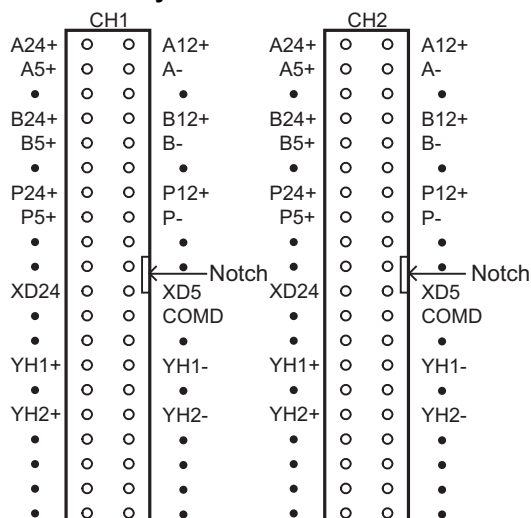 CH1 CH2
A24+ A12+ A24+ A12+
A5+ A- A5+ A-
B24+ B12+ B24+ B12+
B5+ B- B5+ B-
P24+ P12+ P24+ P12+
P5+ P- P5+ P-
Notch Notch
XD24 XD5 XD24 XD5
COMD COMD
YH1+ YH1- YH1+ YH1-
YH2+ YH2- YH2+ YH2-